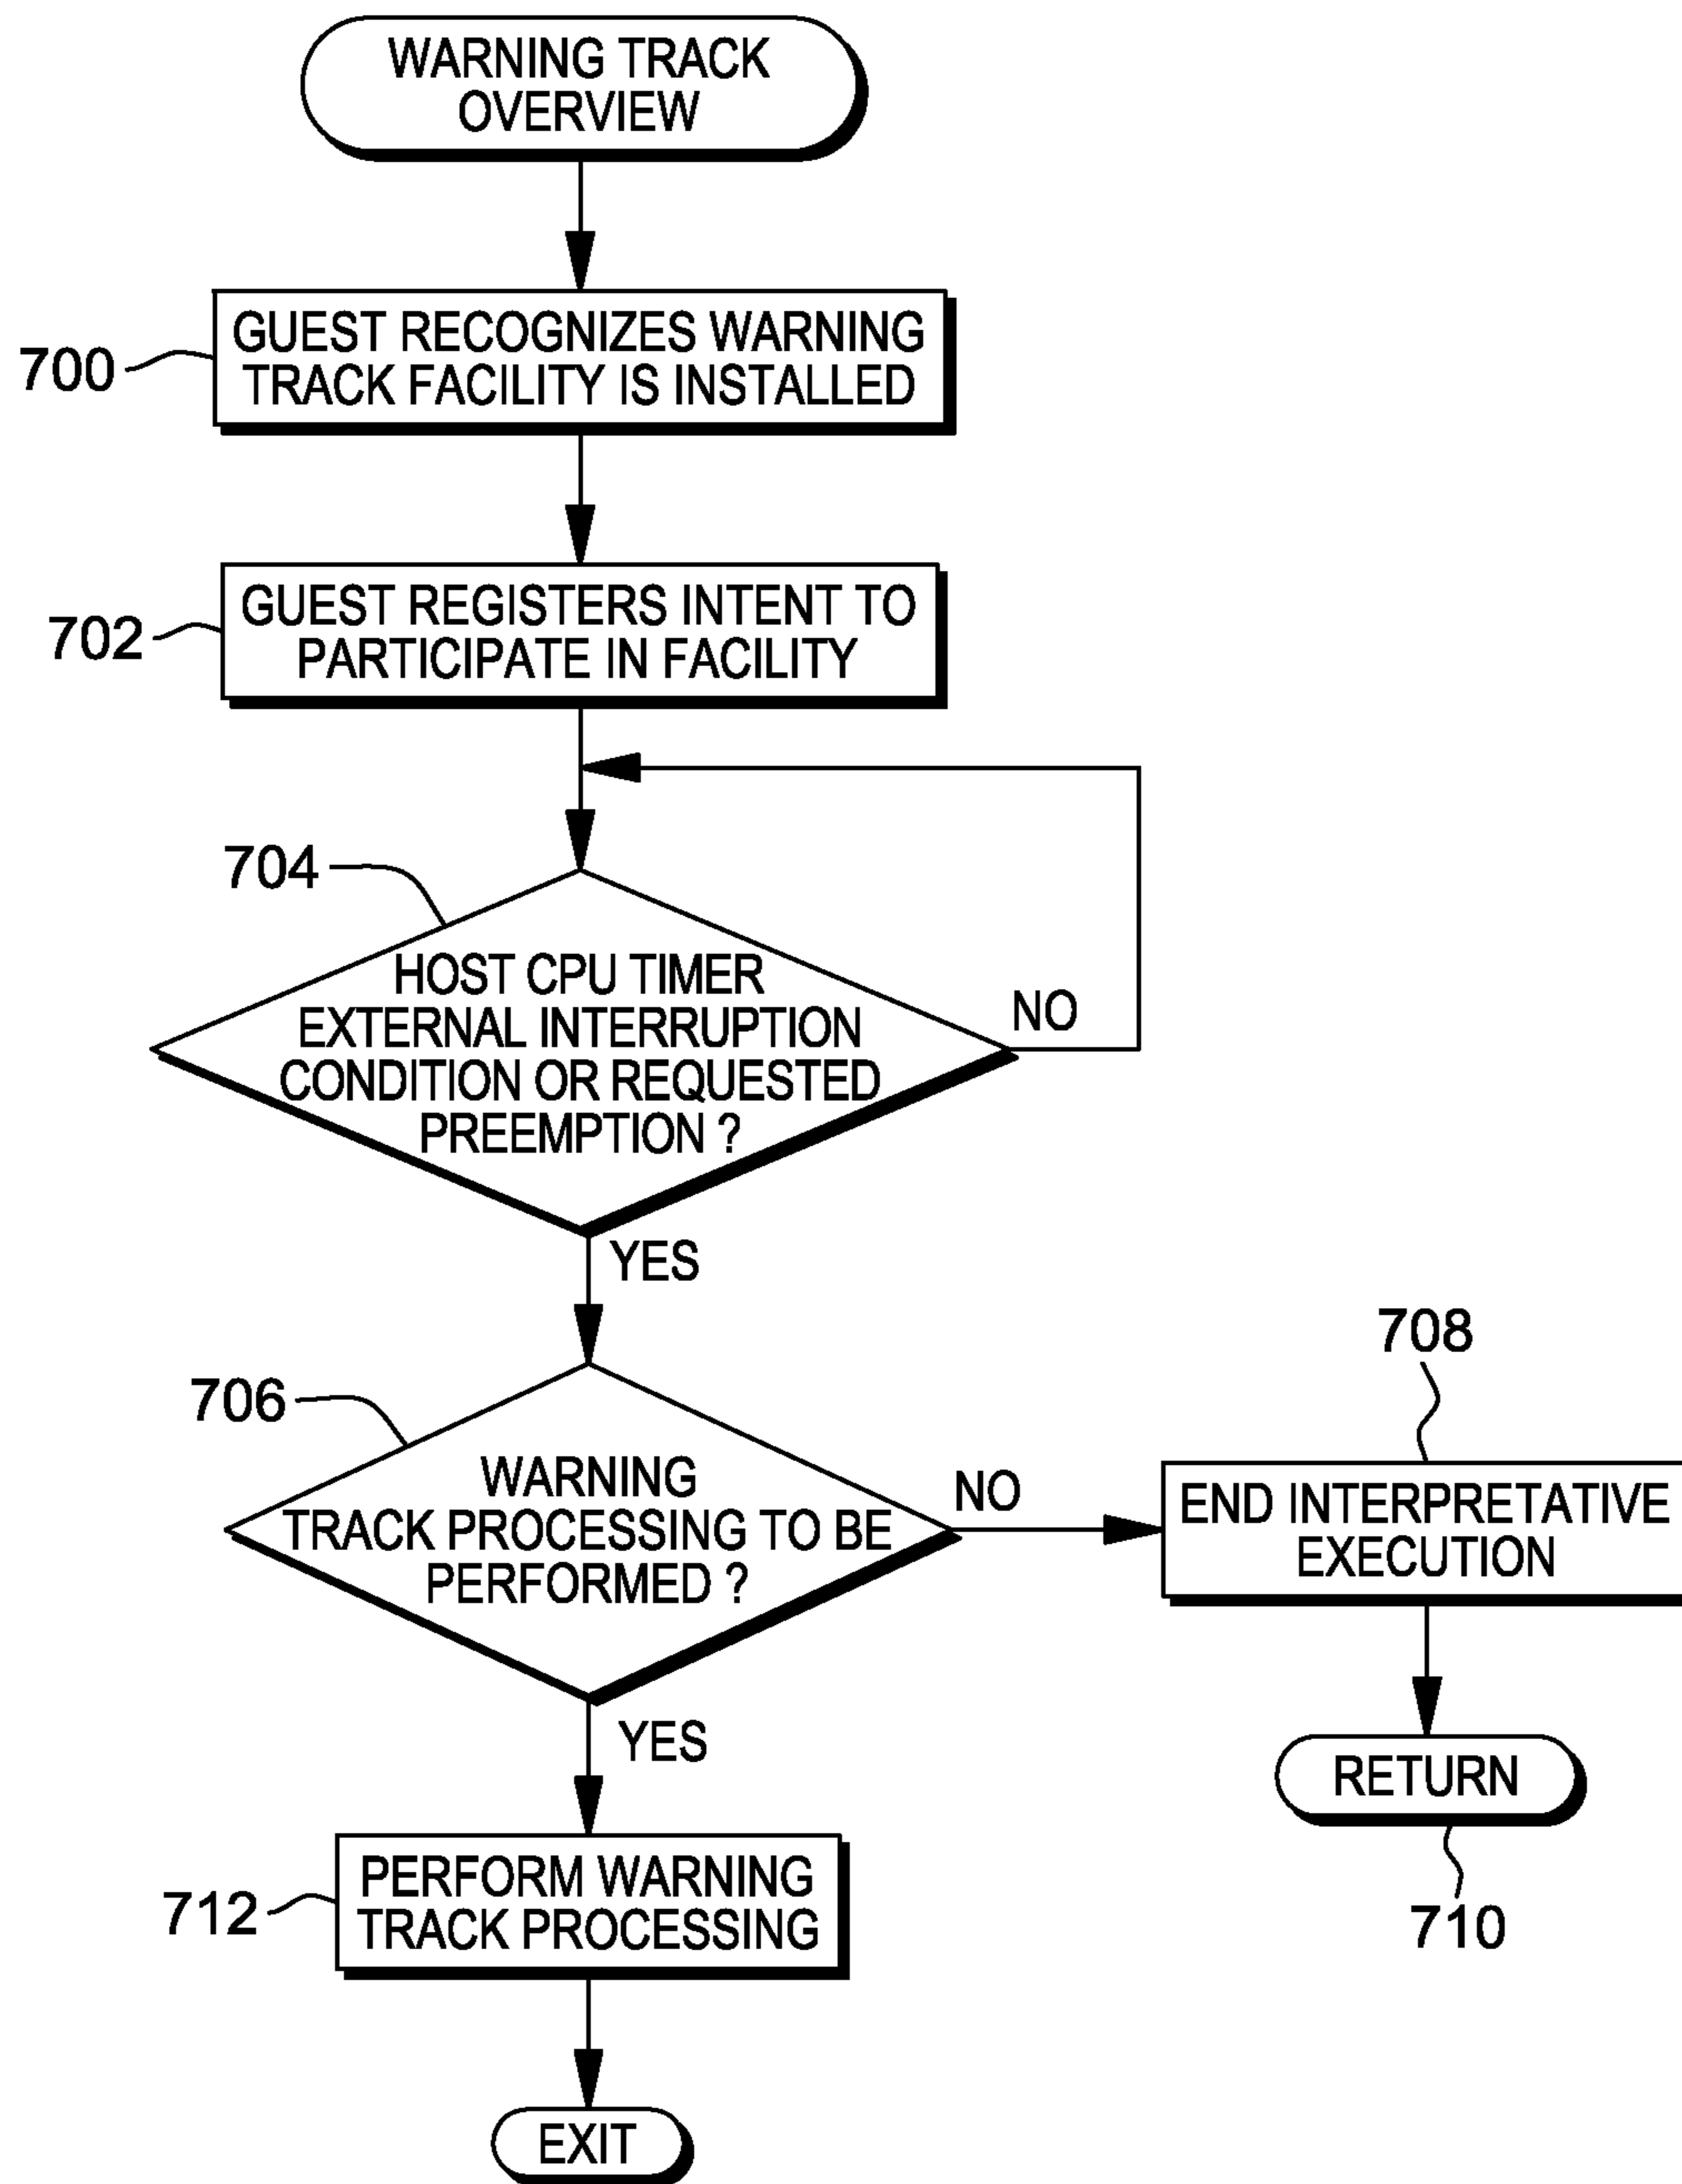 WARNING TRACK
OVERVIEW
700
GUEST RECOGNIZES WARNING
TRACK FACILITY IS INSTALLED
702
GUEST REGISTERS INTENT TO
PARTICIPATE IN FACILITY
704
HOST CPU TIMER
EXTERNAL INTERRUPTION
CONDITION OR REQUESTED
PREEMPTION ?
NO
YES
706
WARNING
TRACK PROCESSING TO BE
PERFORMED ?
NO
708
END INTERPRETATIVE
EXECUTION
RETURN
710
YES
712
PERFORM WARNING
TRACK PROCESSING
EXIT